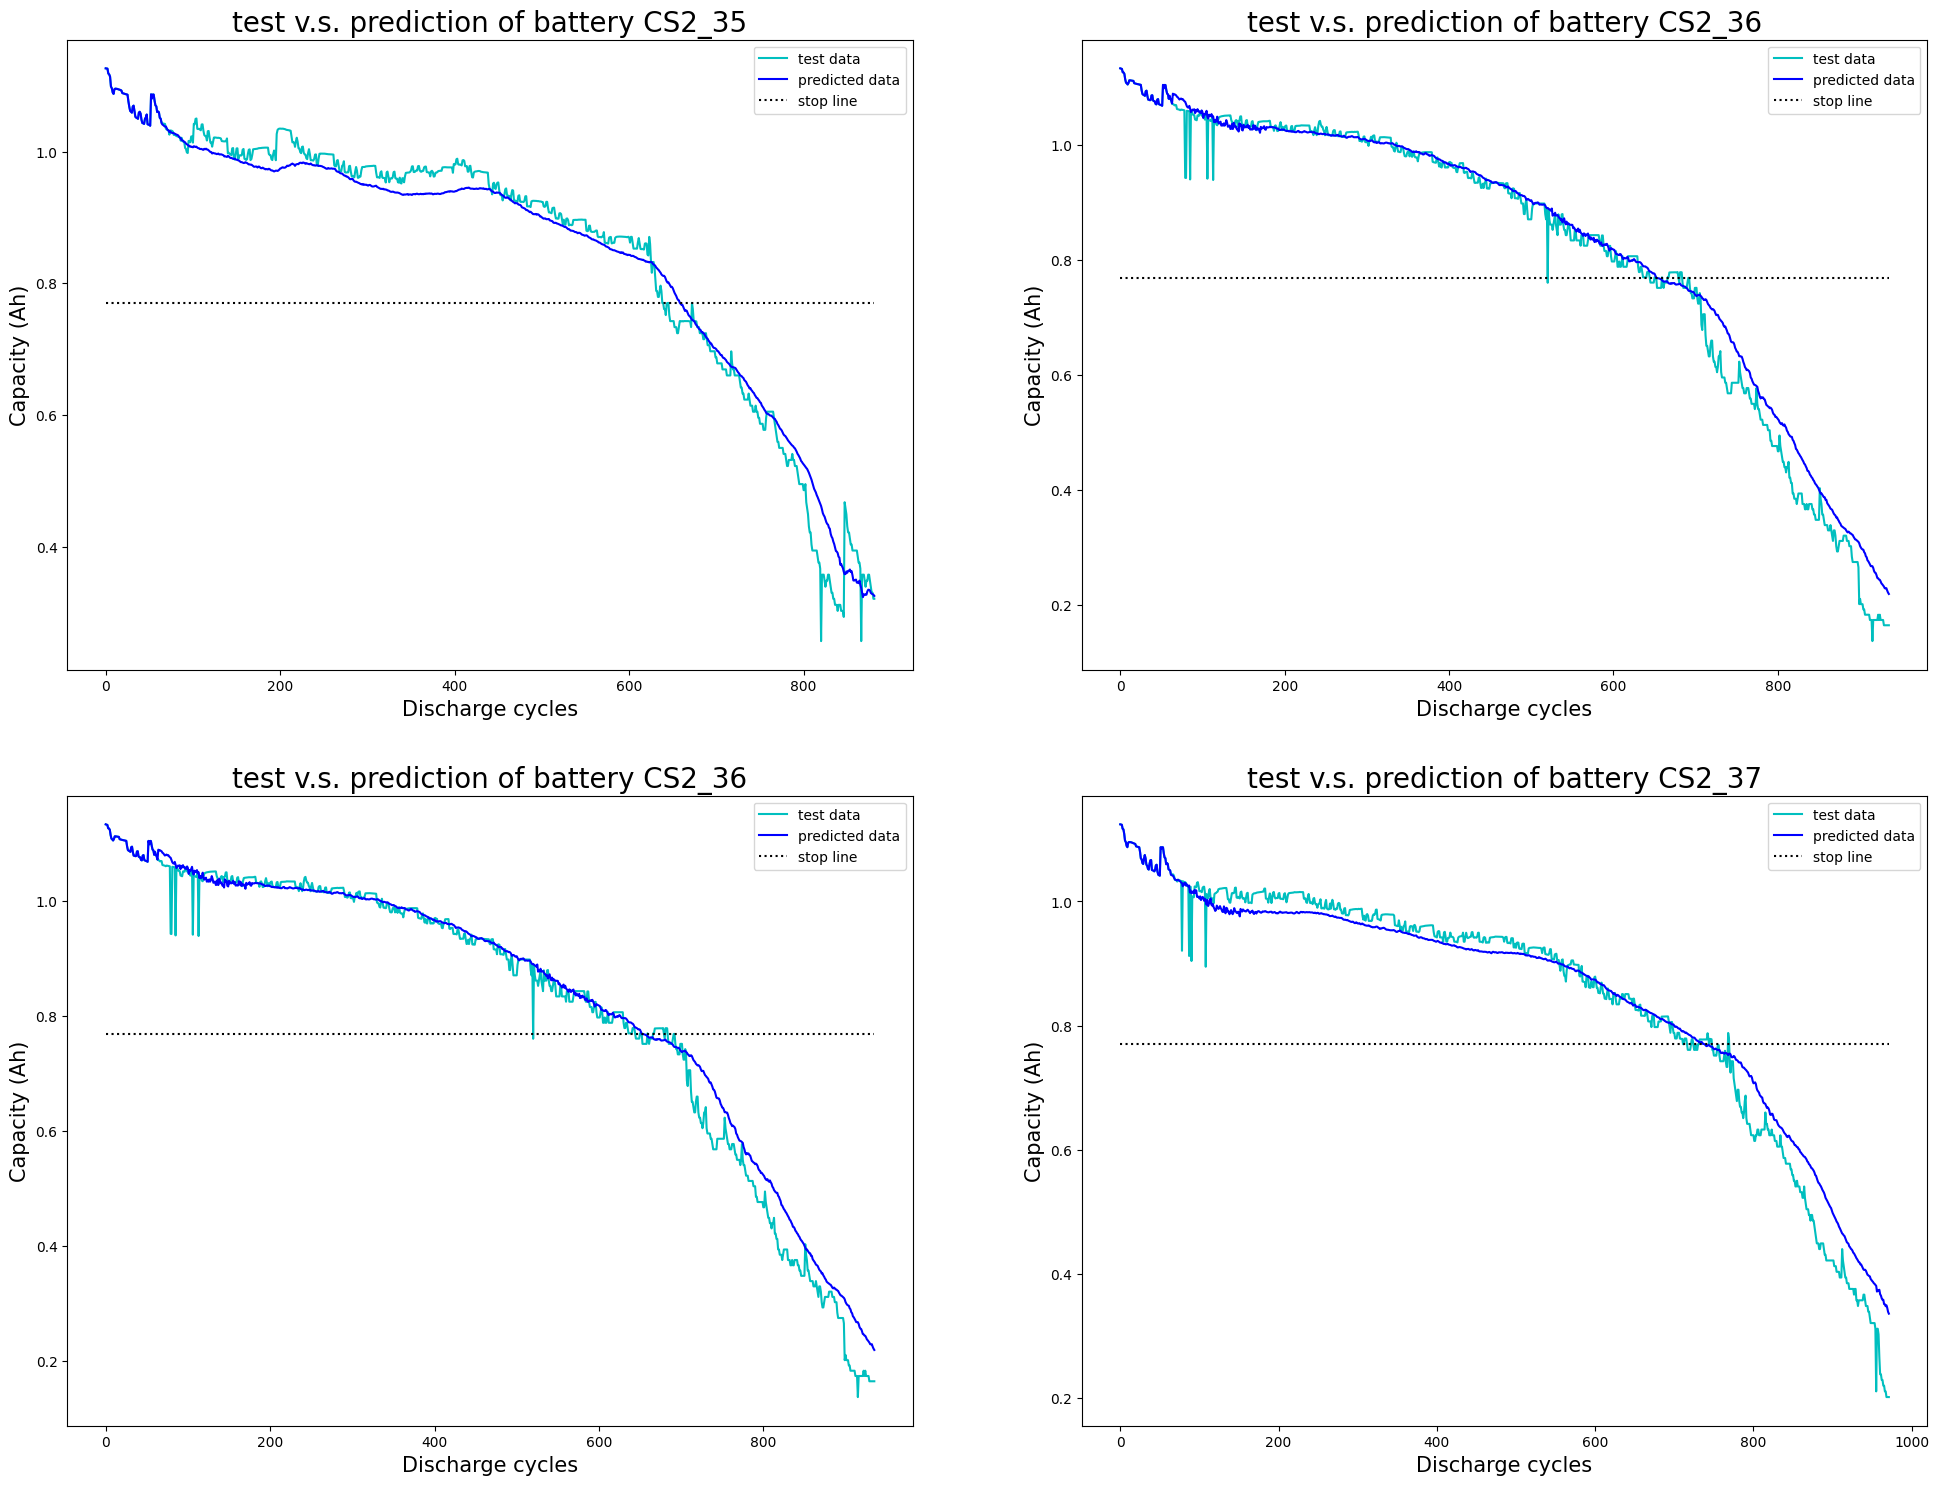 test v.s. prediction of battery CS2_35
test data
predicted data
stop line
1.0
0.8
0.6
0.4
Capacity (Ah)
0
200
400
600
800
Discharge cycles
test v.s. prediction of battery CS2_36
test data
predicted data
stop line
1.0
0.8
0.6
0.4
0.2
Capacity (Ah)
0
200
400
600
800
Discharge cycles
test v.s. prediction of battery CS2_36
test data
predicted data
stop line
1.0
0.8
0.6
0.4
0.2
Capacity (Ah)
0
200
400
600
800
Discharge cycles
test v.s. prediction of battery CS2_37
test data
predicted data
stop line
1.0
0.8
0.6
0.4
0.2
Capacity (Ah)
0
200
400
600
800
1000
Discharge cycles